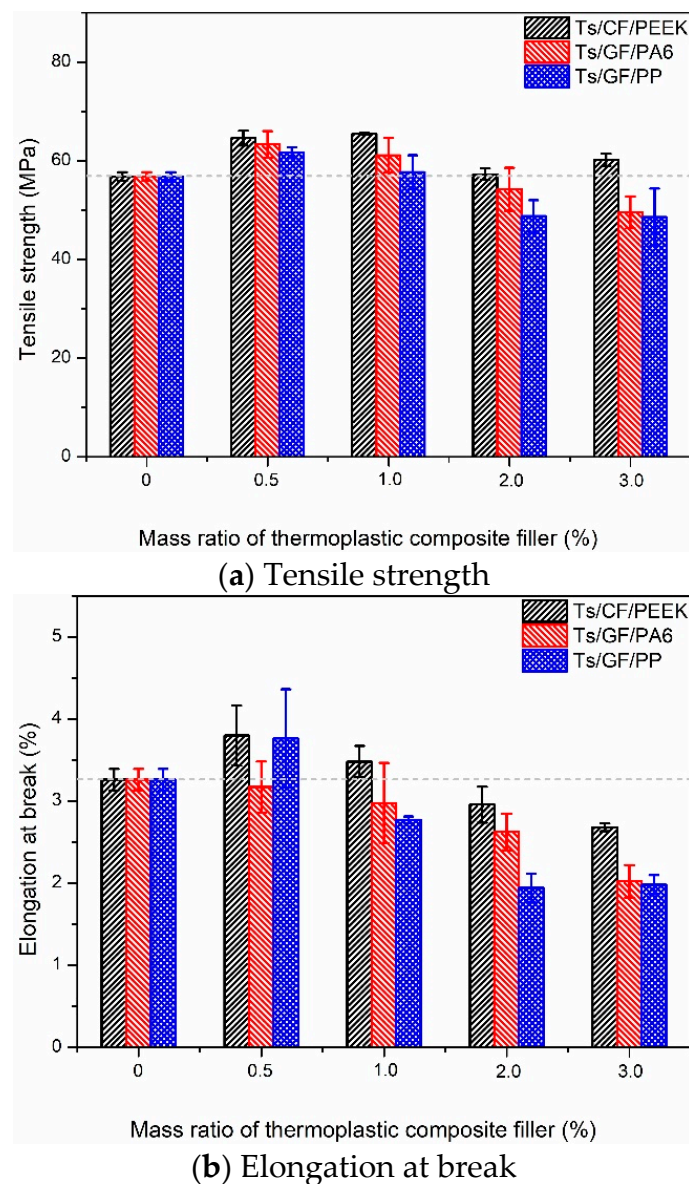 Ts/CF/PEEK
Ts/GF/PA6
Ts/GF/PP
80
60
40
20
0
Tensile strength (MPa)
0 0.5 1.0 2.0 3.0
Mass ratio of thermoplastic composite filler (%)
(a) Tensile strength
Ts/CF/PEEK
Ts/GF/PA6
Ts/GF/PP
5
4
3
2
1
0
Elongation at break (%)
0 0.5 1.0 2.0 3.0
Mass ratio of thermoplastic composite filler (%)
(b) Elongation at break